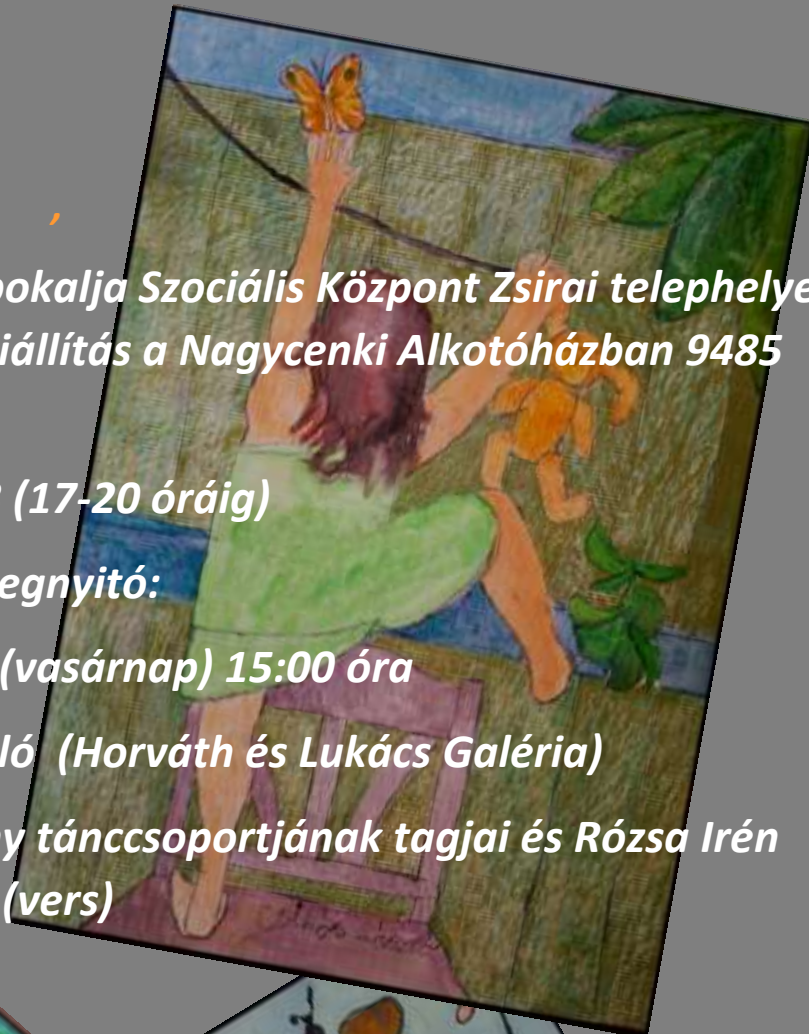 ,
pokalja Szociális Központ Zsirai telephelye
iállítás a Nagycenki Alkotóházban 9485
(17-20 óráig)
egnyitó:
(vasárnap) 15:00 óra
ló (Horváth és Lukács Galéria)
y tánccsoportjának tagjai és Rózsa Irén
(vers)